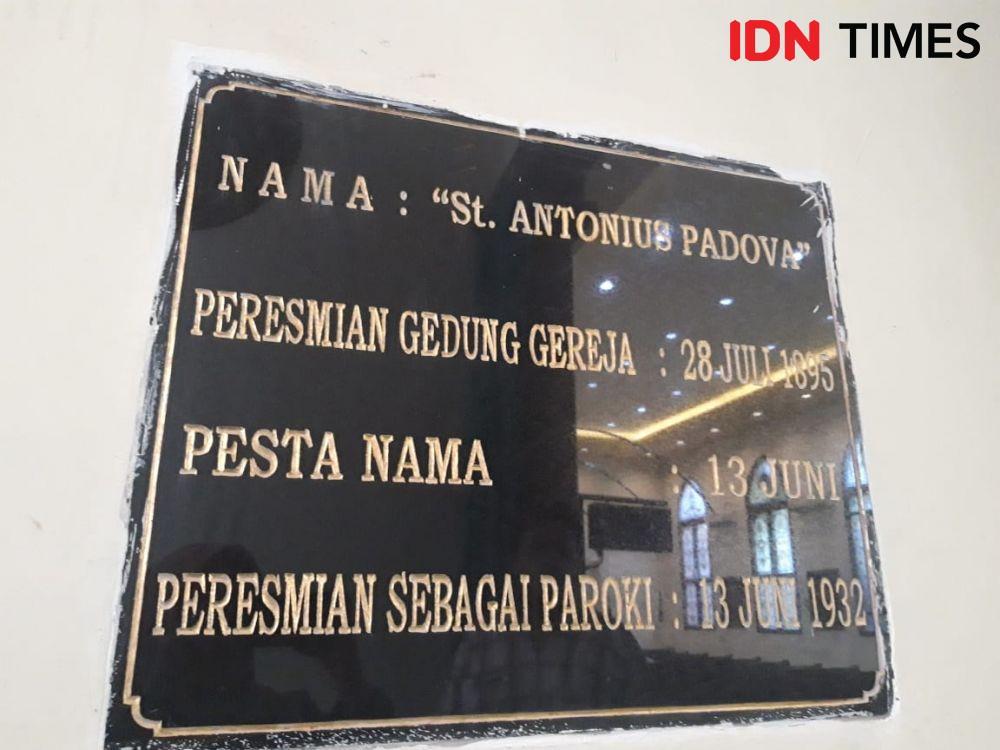 IDN TIMES
NAMA : “St. ANTONIUS PADOVA”
PERESMIAN GEDUNG GEREJA : 28 JULI 1895
PESTA NAMA : 13 JUNI
PERESMIAN SEBAGAI PAROKI : 13 JUNI 1932